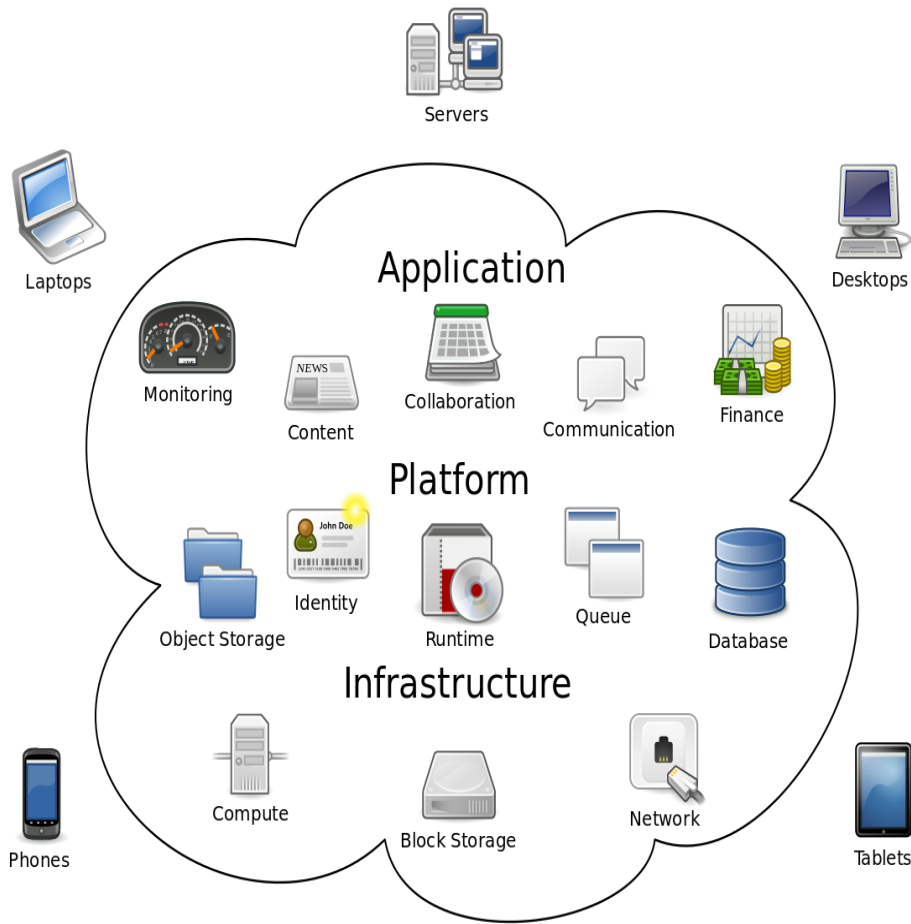 Servers
Laptops
Desktops
Application
Monitoring
NEWS
Content
Collaboration
Communication
Finance
Platform
Object Storage
John Doe
Identity
Runtime
Queue
Database
Infrastructure
Compute
Block Storage
Network
Phones
Tablets